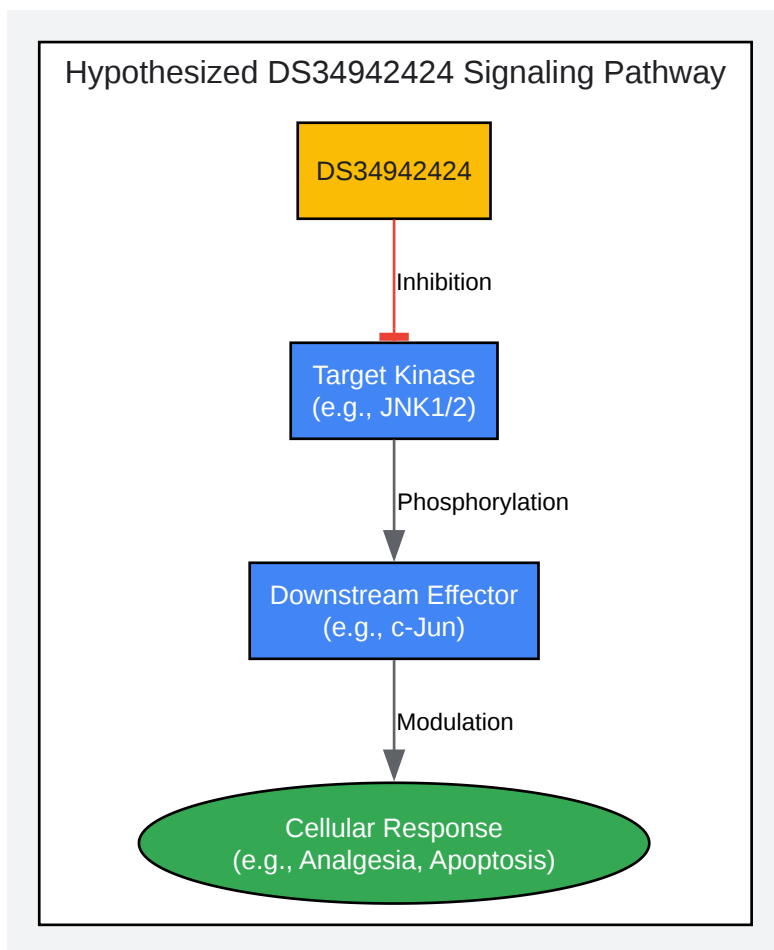 Hypothesized DS34942424 Signaling Pathway
DS34942424
Inhibition
Target Kinase
(e.g., JNK1/2)
Phosphorylation
Downstream Effector
(e.g., c-Jun)
Modulation
Cellular Response
(e.g., Analgesia, Apoptosis)